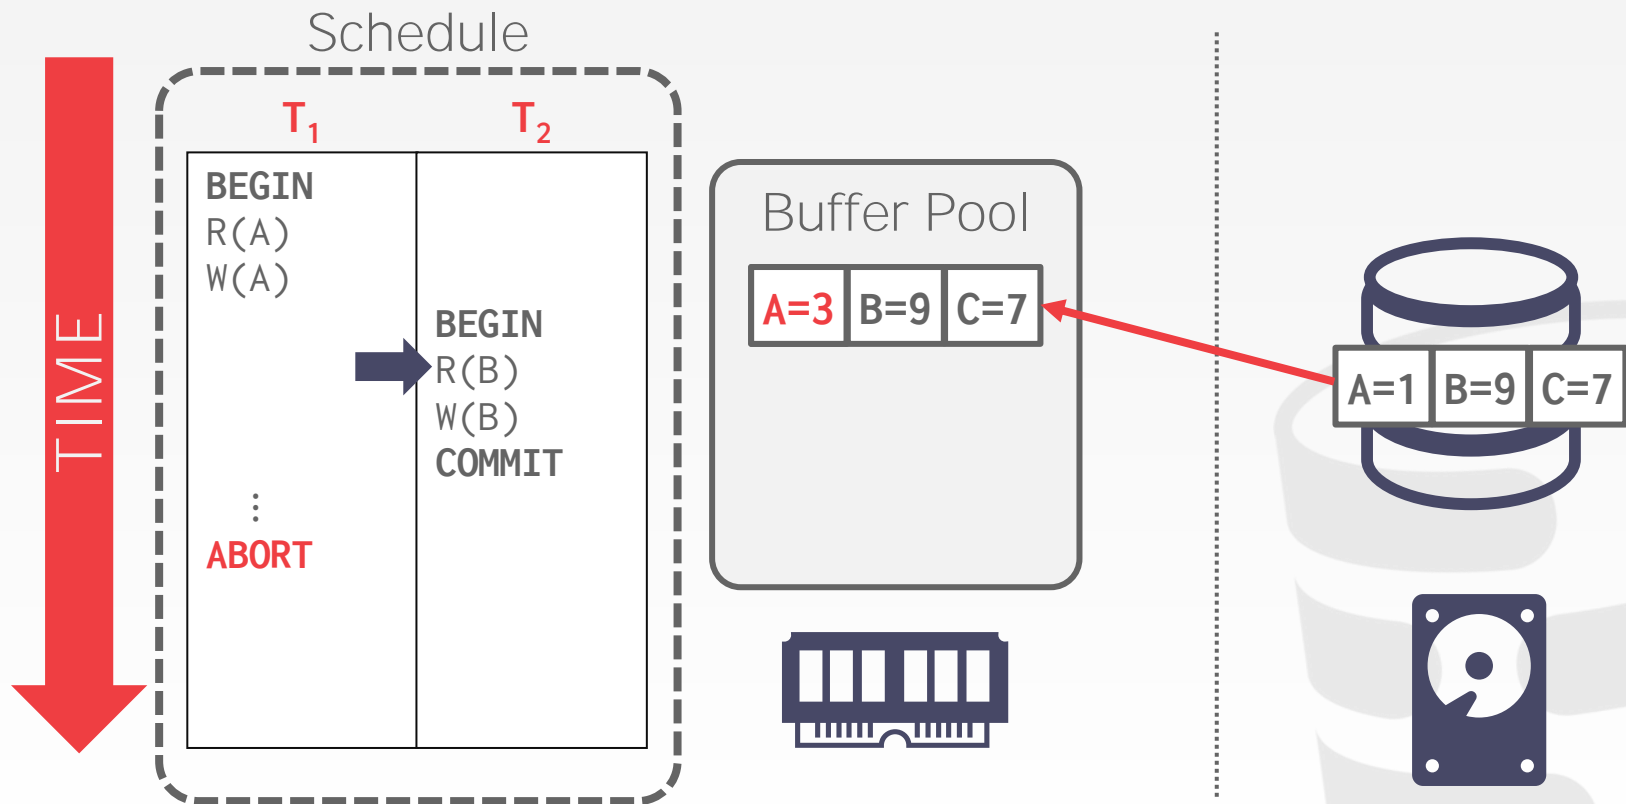 Schedule
TIME
T₁ T₂
BEGIN
R(A)
W(A)
BEGIN
R(B)
W(B)
COMMIT
⋮
ABORT
Buffer Pool
A=3 B=9 C=7
A=1 B=9 C=7